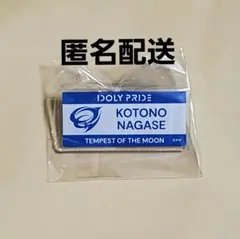 匿名配送
IDOLY PRIDE
KOTONO
NAGASE
TEMPEST OF THE MOON